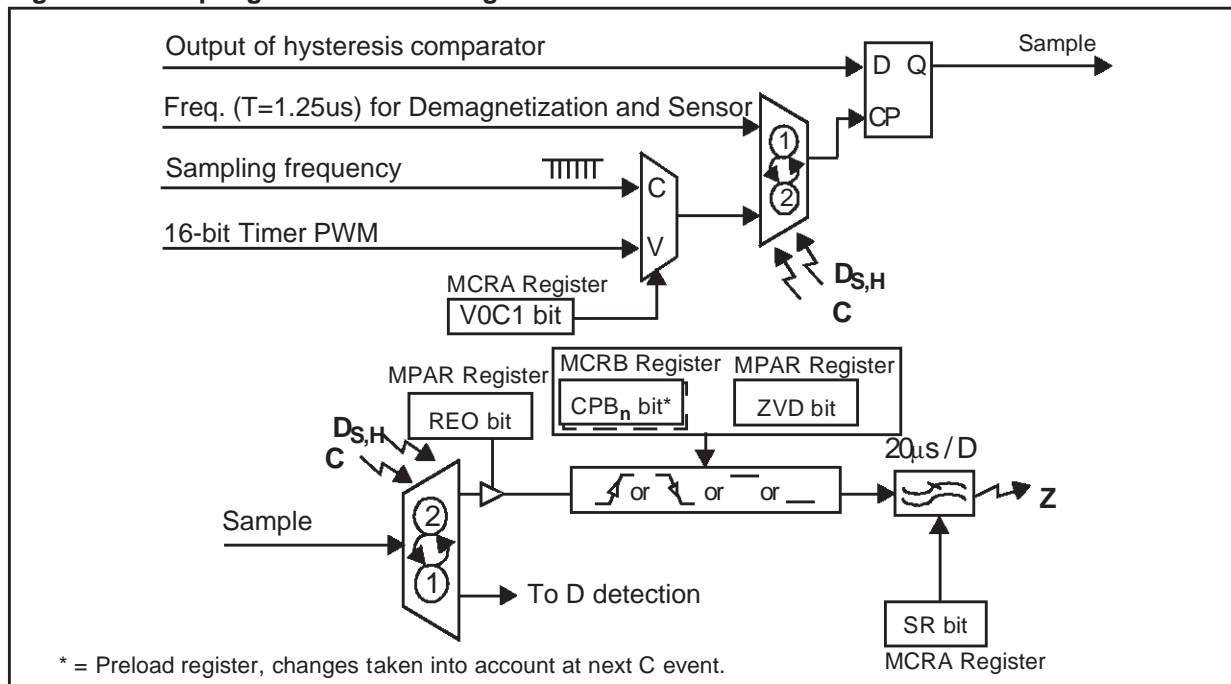 Output of hysteresis comparator
Sample
D Q
Freq. (T=1.25us) for Demagnetization and Sensor
CP
1
2
Sampling frequency
C
16-bit Timer PWM
V
DS,H
C
MCRA Register
V0C1 bit
MCRB Register
MPAR Register
CPBn bit*
ZVD bit
MPAR Register
REO bit
DS,H
C
20µs / D
or or or
Z
Sample
2
1
To D detection
SR bit
MCRA Register
* = Preload register, changes taken into account at next C event.